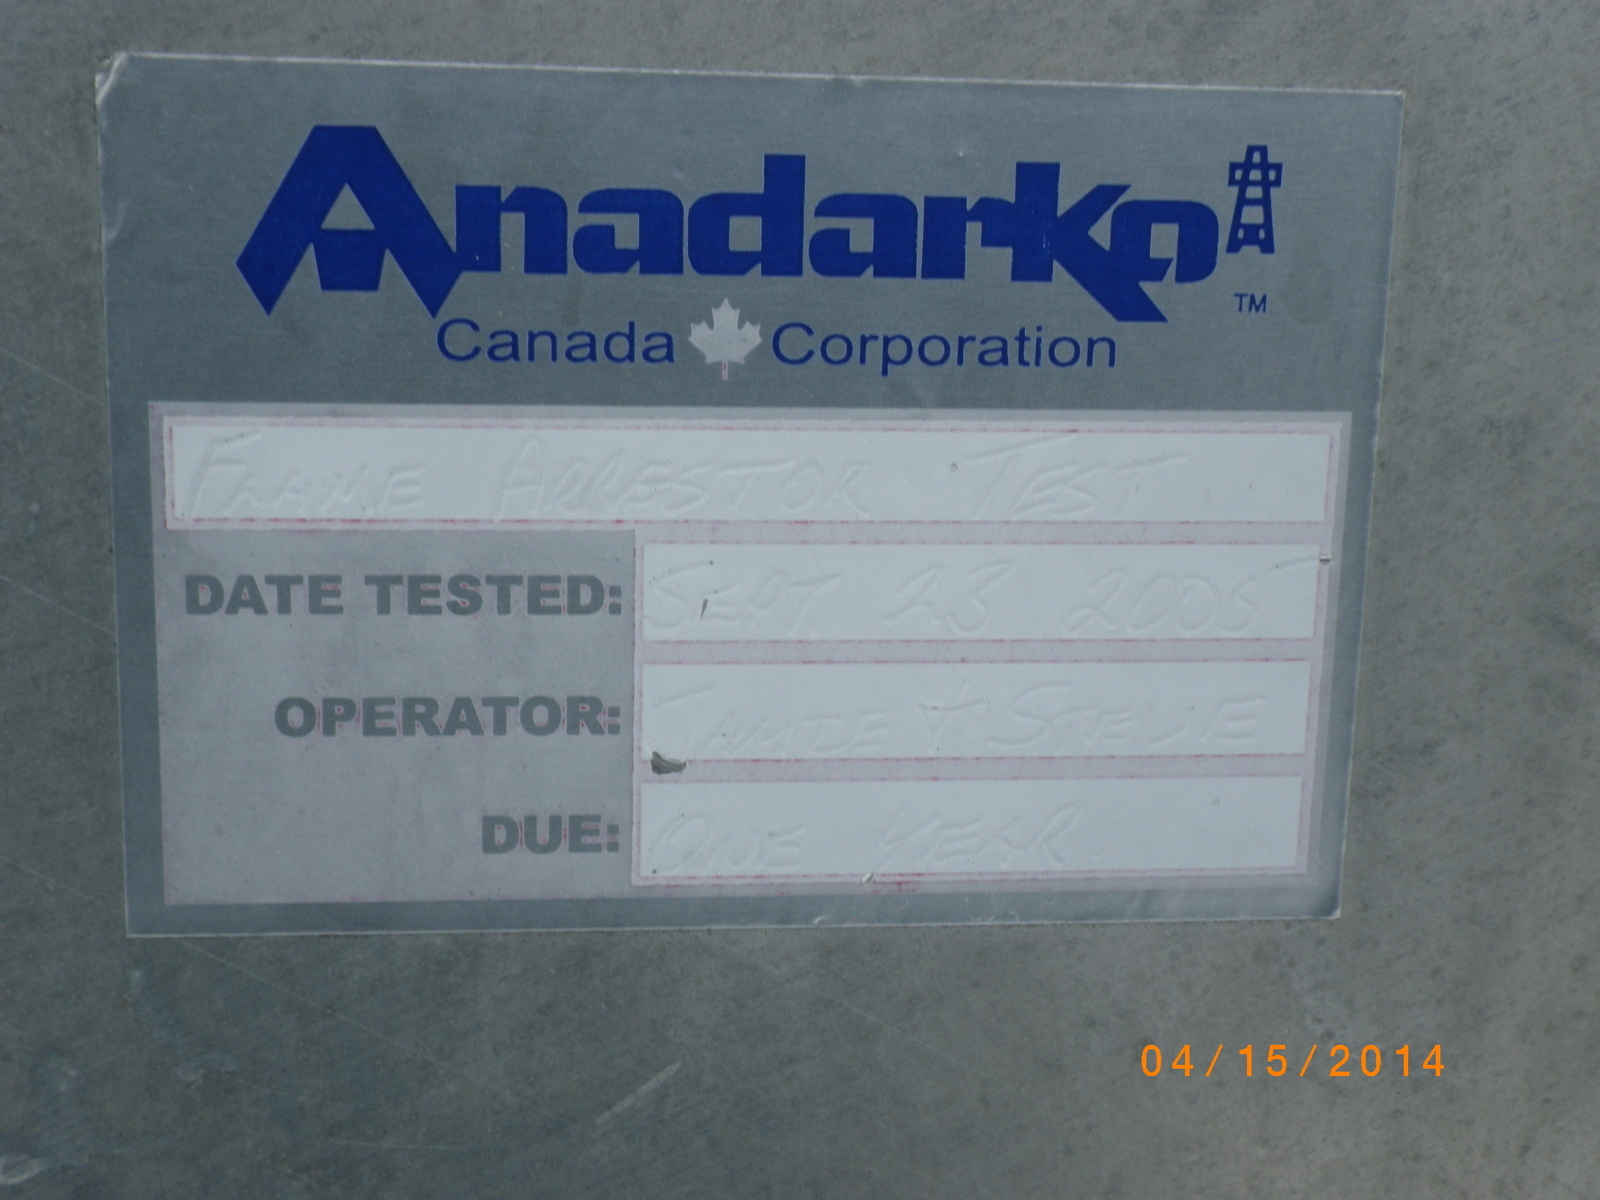 Anadarko
TM
Canada Corporation
FLAME ARRESTOR TEST
DATE TESTED: SEPT 23 2005
OPERATOR: + STEVE
DUE: ONE YEAR.
04/15/2014